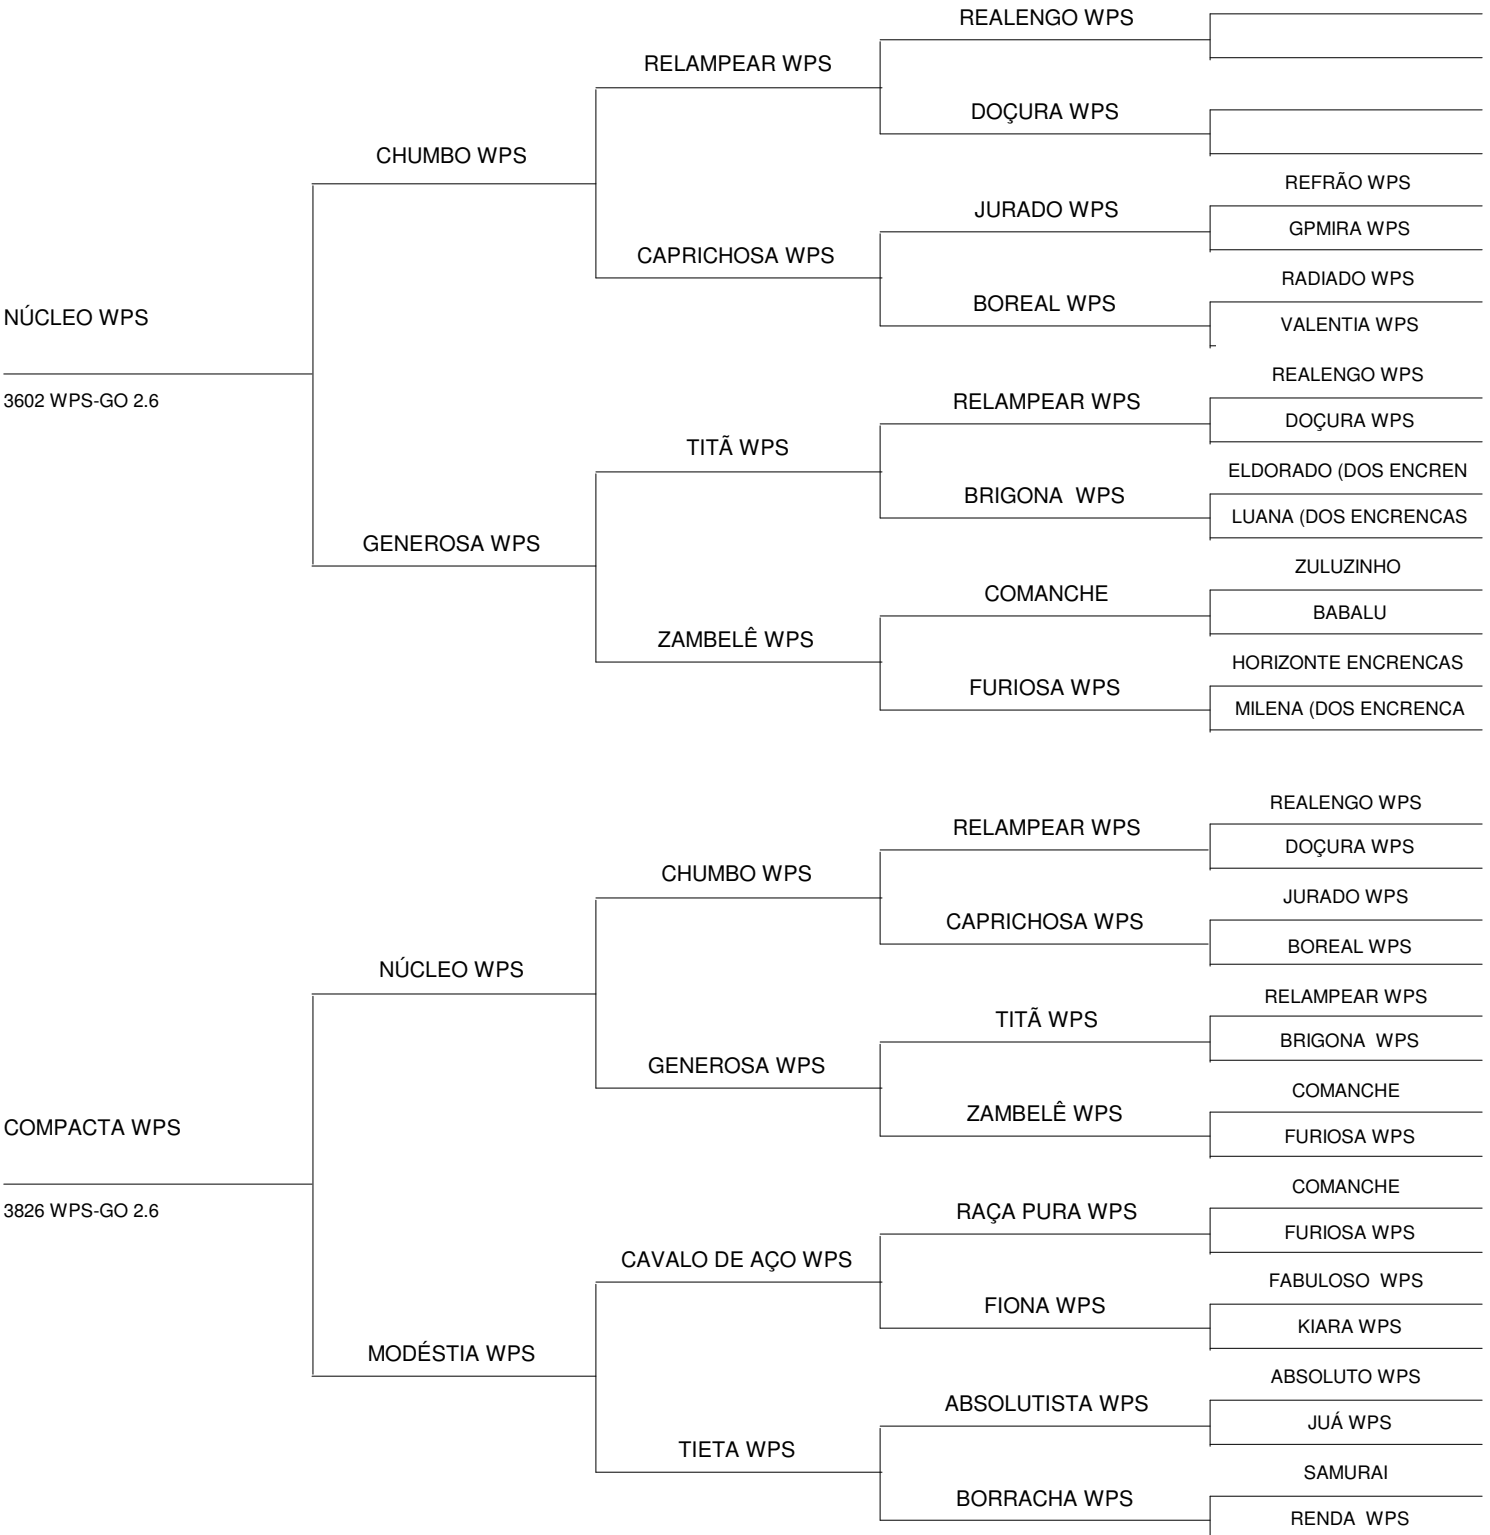 REALENGO WPS
RELAMPEAR WPS
DOÇURA WPS
CHUMBO WPS
REFRÃO WPS
JURADO WPS
GPMIRA WPS
CAPRICHOSA WPS
RADIADO WPS
BOREAL WPS
VALENTIA WPS
NÚCLEO WPS
3602 WPS-GO 2.6
REALENGO WPS
RELAMPEAR WPS
DOÇURA WPS
TITÃ WPS
ELDORADO (DOS ENCREN
BRIGONA  WPS
LUANA (DOS ENCRENCAS
GENEROSA WPS
ZULUZINHO
COMANCHE
BABALU
ZAMBELÊ WPS
HORIZONTE ENCRENCAS
FURIOSA WPS
MILENA (DOS ENCRENCA
REALENGO WPS
RELAMPEAR WPS
DOÇURA WPS
CHUMBO WPS
JURADO WPS
CAPRICHOSA WPS
BOREAL WPS
NÚCLEO WPS
RELAMPEAR WPS
TITÃ WPS
BRIGONA  WPS
GENEROSA WPS
COMANCHE
ZAMBELÊ WPS
FURIOSA WPS
COMPACTA WPS
3826 WPS-GO 2.6
COMANCHE
RAÇA PURA WPS
FURIOSA WPS
CAVALO DE AÇO WPS
FABULOSO  WPS
FIONA WPS
KIARA WPS
MODÉSTIA WPS
ABSOLUTO WPS
ABSOLUTISTA WPS
JUÁ WPS
TIETA WPS
SAMURAI
BORRACHA WPS
RENDA  WPS